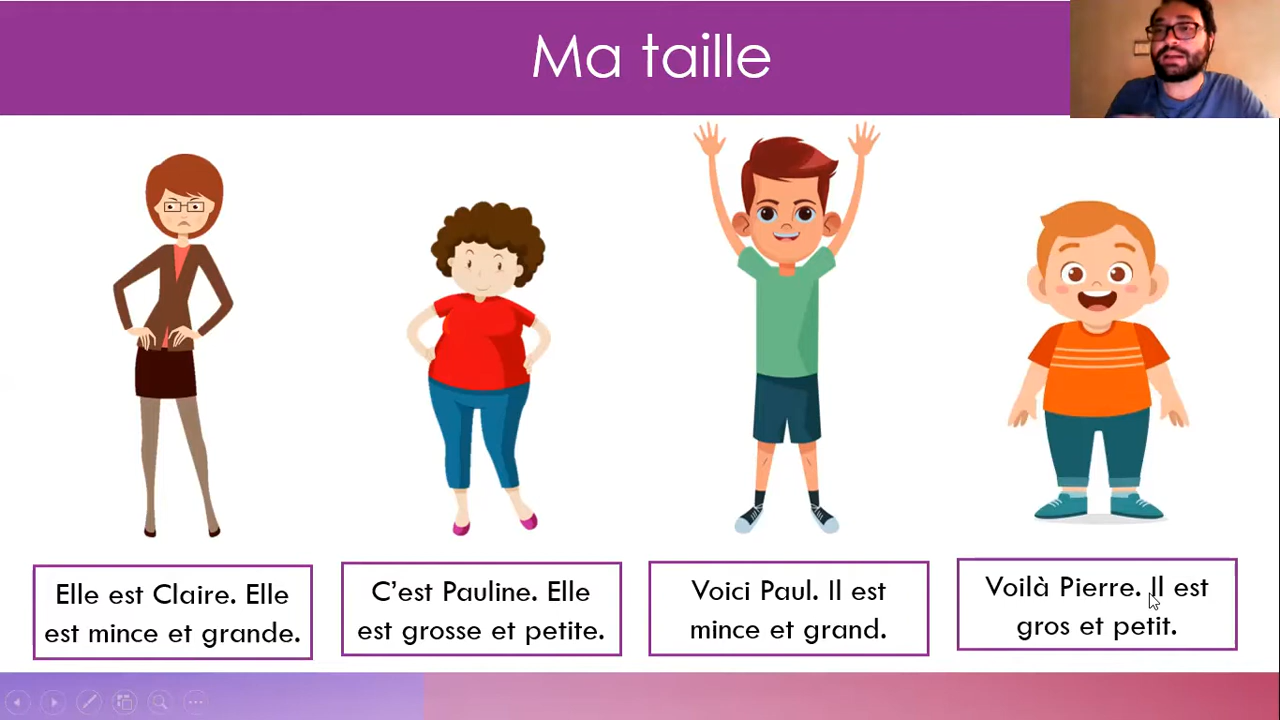 Ma taille
Elle est Claire. Elle
est mince et grande.
C'est Pauline. Elle
est grosse et petite.
Voici Paul. Il est
mince et grand.
Voilà Pierre. Il est
gros et petit.